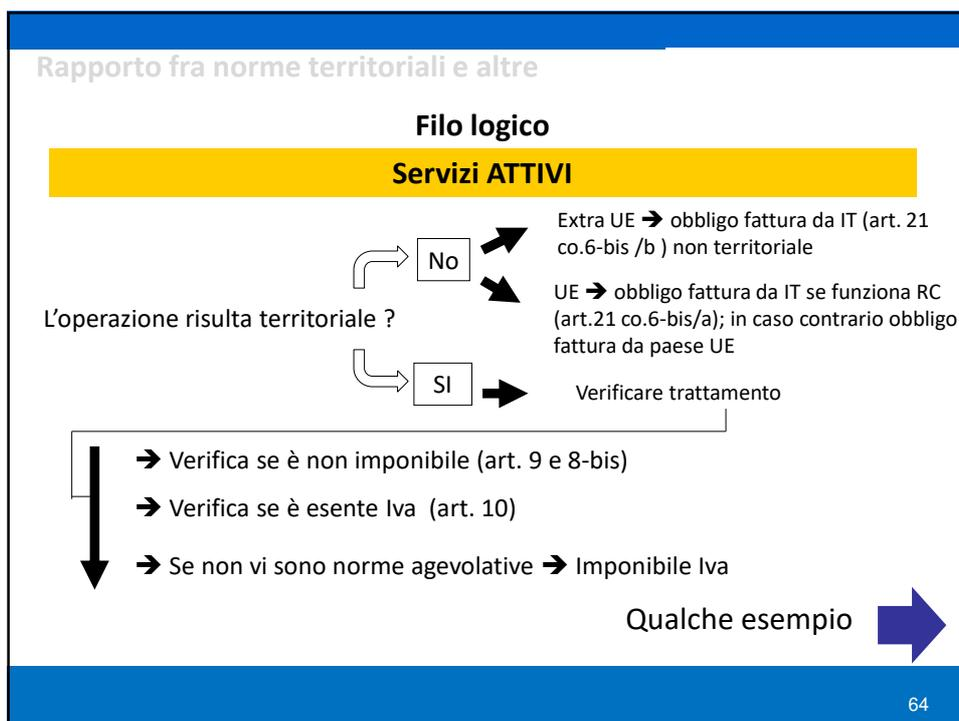 Rapporto fra norme territoriali e altre
Filo logico
Servizi ATTIVI
Extra UE ➔ obbligo fattura da IT (art. 21
co.6-bis /b ) non territoriale
No
UE ➔ obbligo fattura da IT se funziona RC
(art.21 co.6-bis/a); in caso contrario obbligo
fattura da paese UE
L'operazione risulta territoriale ?
SI
Verificare trattamento
➔ Verifica se è non imponibile (art. 9 e 8-bis)
➔ Verifica se è esente Iva (art. 10)
➔ Se non vi sono norme agevolative ➔ Imponibile Iva
Qualche esempio
64